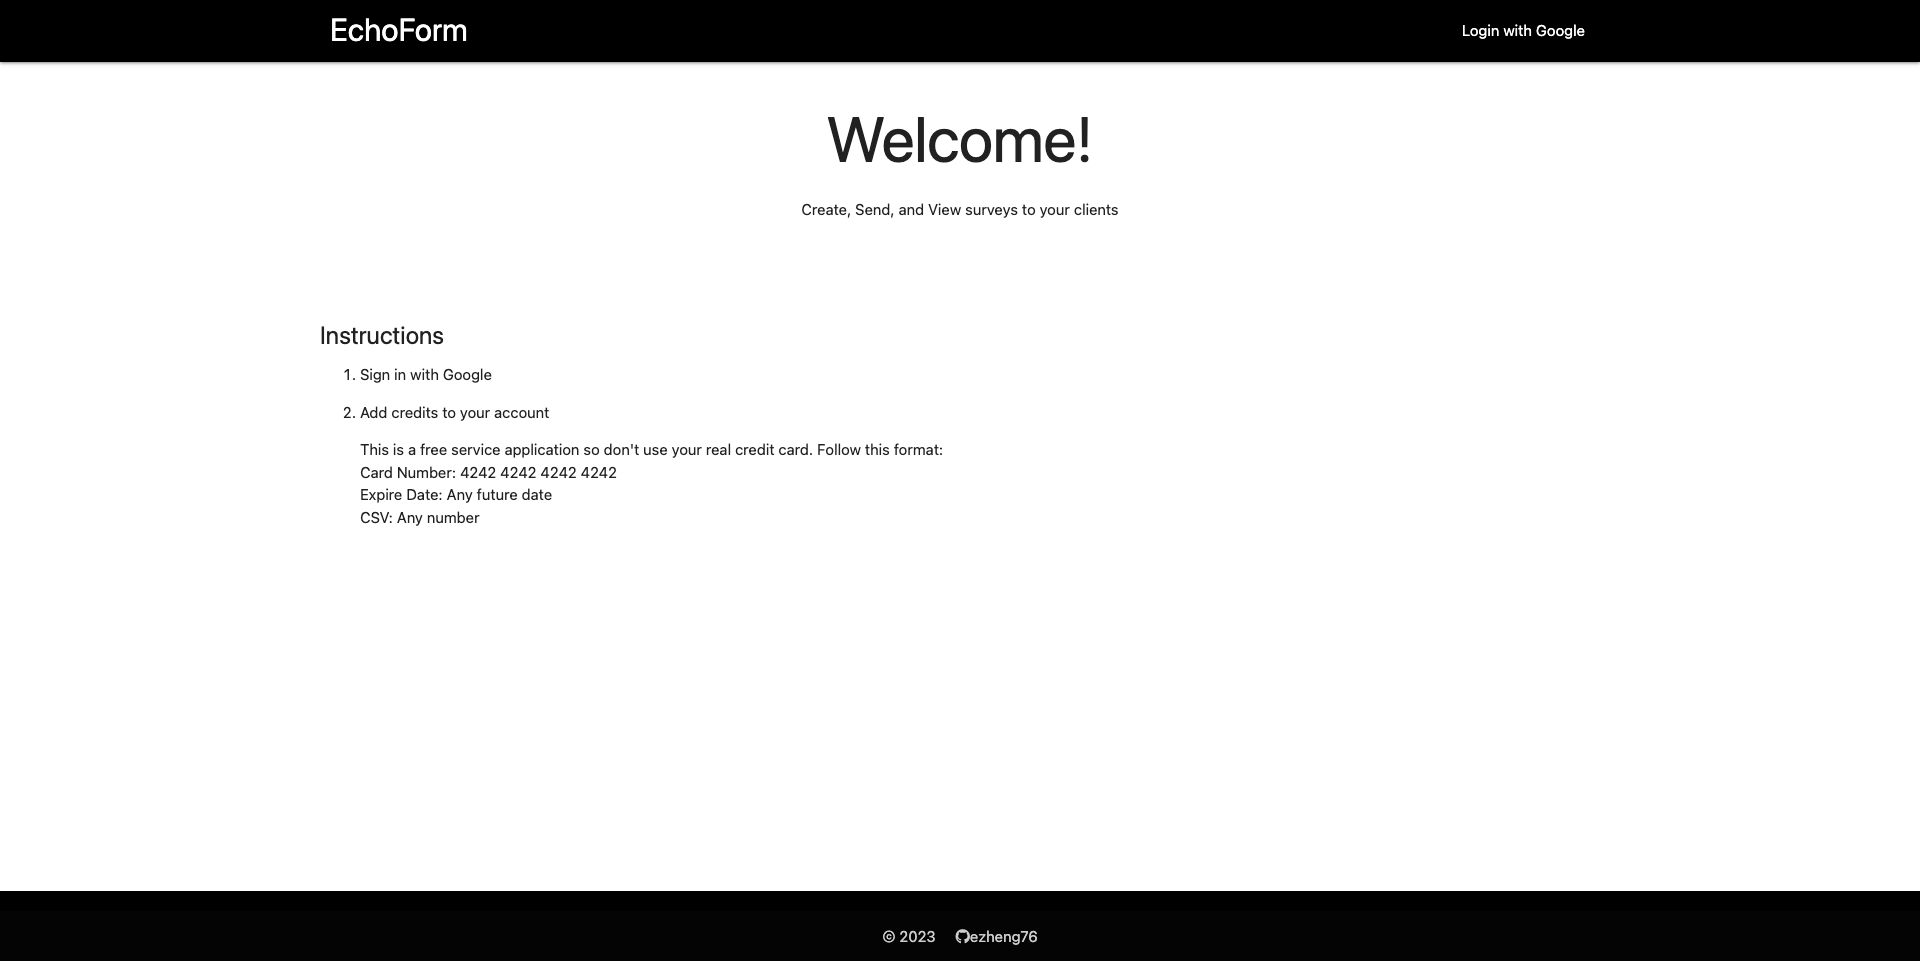 EchoForm
Login with Google
Welcome!
Create, Send, and View surveys to your clients
Instructions
1. Sign in with Google
2. Add credits to your account
This is a free service application so don't use your real credit card. Follow this format:
Card Number: 4242 4242 4242 4242
Expire Date: Any future date
CSV: Any number
© 2023 ezheng76